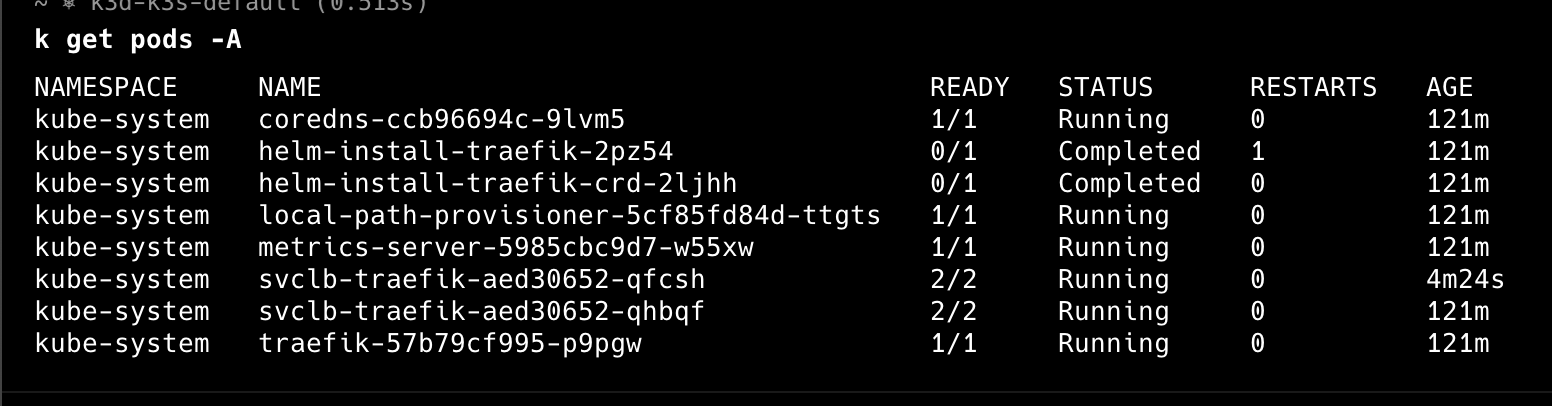 ~ ⎈ k3d-k3s-default (0.513s)
k get pods -A
NAMESPACE NAME READY STATUS RESTARTS AGE
kube-system coredns-ccb96694c-9lvm5 1/1 Running 0 121m
kube-system helm-install-traefik-2pz54 0/1 Completed 1 121m
kube-system helm-install-traefik-crd-2ljhh 0/1 Completed 0 121m
kube-system local-path-provisioner-5cf85fd84d-ttgts 1/1 Running 0 121m
kube-system metrics-server-5985cbc9d7-w55xw 1/1 Running 0 121m
kube-system svclb-traefik-aed30652-qfcsh 2/2 Running 0 4m24s
kube-system svclb-traefik-aed30652-qhbqf 2/2 Running 0 121m
kube-system traefik-57b79cf995-p9pgw 1/1 Running 0 121m